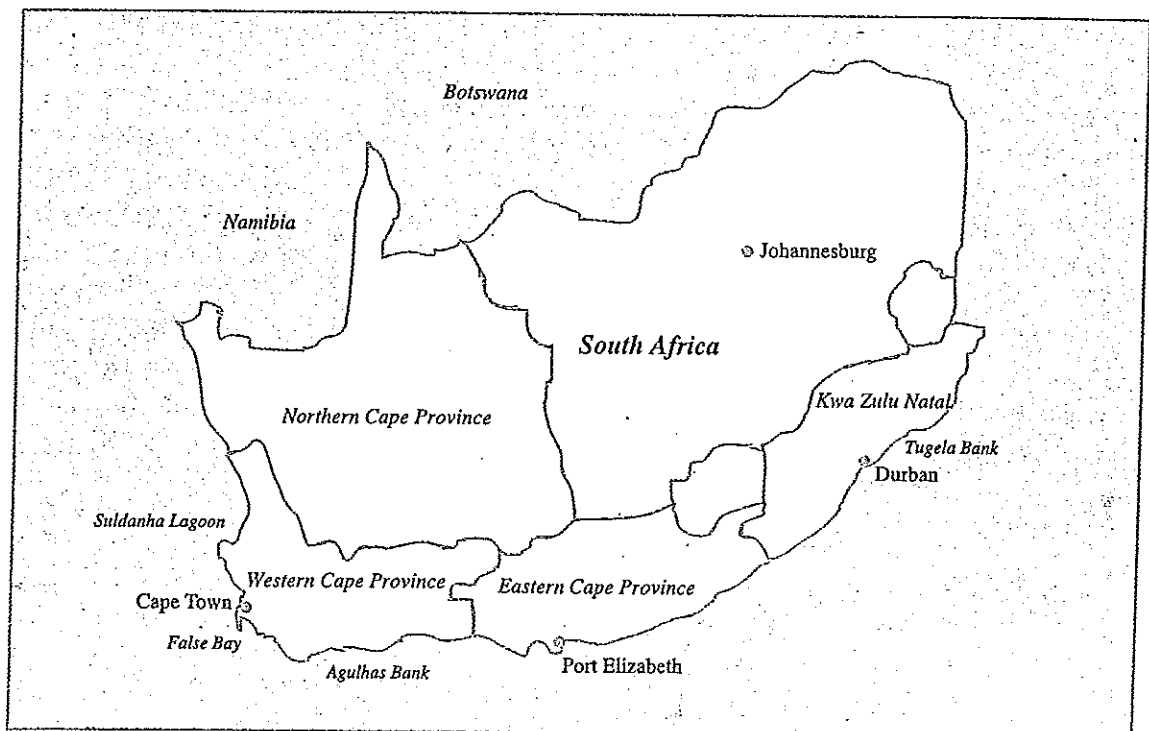 Botswana
Namibia
Johannesburg
South Africa
Northern Cape Province
Kwa Zulu Natal
Tugela Bank
Durban
Suldanha Lagoon
Western Cape Province
Eastern Cape Province
Cape Town
False Bay
Agulhas Bank
Port Elizabeth